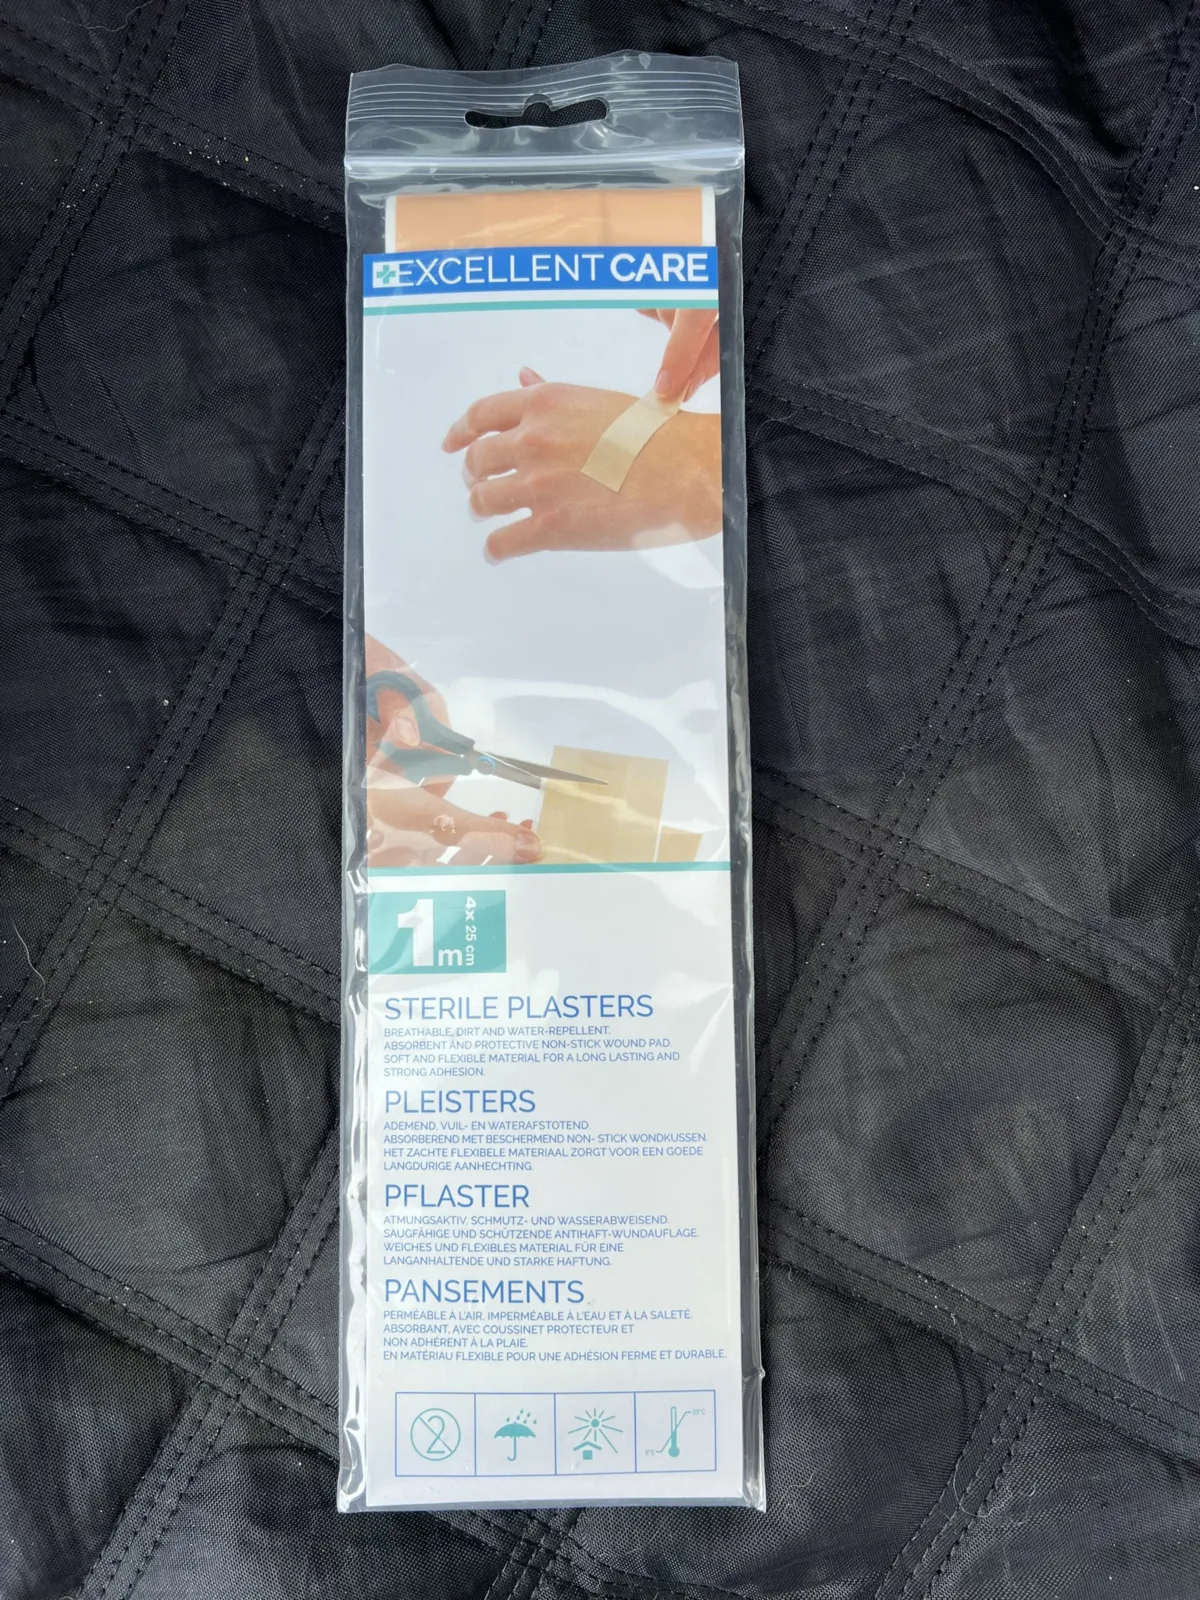 EXCELLENT CARE
1m
4x 25 cm
STERILE PLASTERS
BREATHABLE, DIRT AND WATER-REPELLENT.
ABSORBENT AND PROTECTIVE NON-STICK WOUND PAD.
SOFT AND FLEXIBLE MATERIAL FOR A LONG LASTING AND
STRONG ADHESION.
PLEISTERS
ADEMEND, VUIL- EN WATERAFSTOTEND.
ABSORBEREND MET BESCHERMEND NON- STICK WONDKUSSEN.
HET ZACHTE FLEXIBELE MATERIAAL ZORGT VOOR EEN GOEDE
LANGDURIGE AANHECHTING.
PFLASTER
ATMUNGSAKTIV, SCHMUTZ- UND WASSERABWEISEND.
SAUGFÄHIGE UND SCHÜTZENDE ANTIHAFT-WUNDAUFLAGE.
WEICHES UND FLEXIBLES MATERIAL FÜR EINE
LANGANHALTENDE UND STARKE HAFTUNG.
PANSEMENTS
PERMÉABLE À L'AIR, IMPERMÉABLE À L'EAU ET À LA SALETÉ.
ABSORBANT, AVEC COUSSINET PROTECTEUR ET
NON ADHÉRENT À LA PLAIE.
EN MATÉRIAU FLEXIBLE POUR UNE ADHÉSION FERME ET DURABLE.
2
25°C
5°C